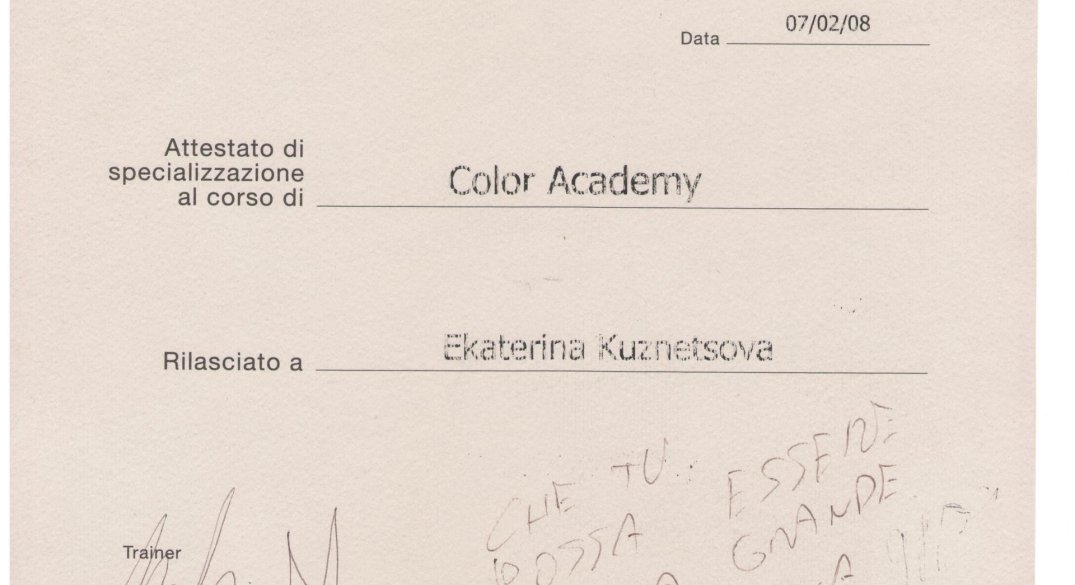 Data 07/02/08
Attestato di
specializzazione
al corso di Color Academy
Rilasciato a Ekaterina Kuznetsova
CHE TU ESSERE
POSSA GRANDE
Trainer